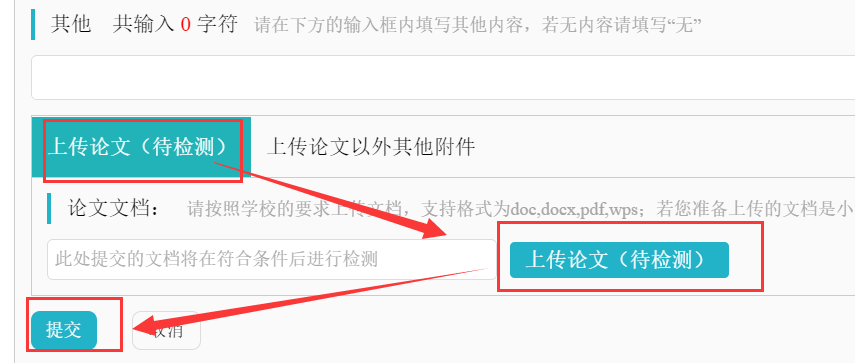 其他 共输入 0 字符 请在下方的输入框内填写其他内容，若无内容请填写“无”
上传论文（待检测） 上传论文以外其他附件
论文文档： 请按照学校的要求上传文档，支持格式为doc,docx,pdf,wps；若您准备上传的文档是小
此处提交的文档将在符合条件后进行检测 上传论文（待检测）
提交 取消